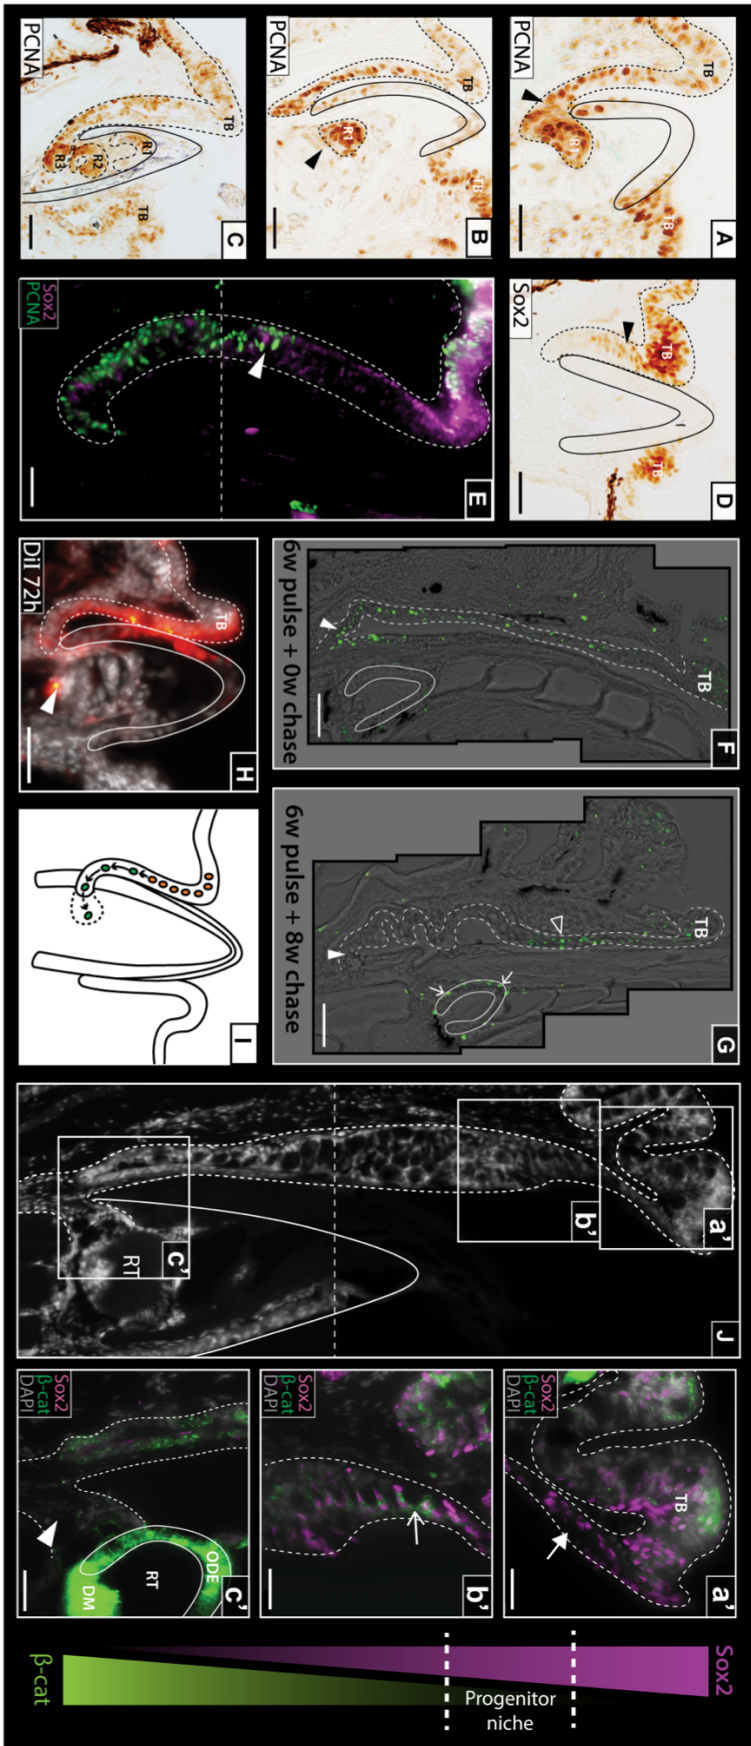 PCNA
TB
R1
A
PCNA
TB
TB
R1
B
PCNA
TB
TB
R1
R2
R3
C
Sox2
TB
TB
D
Sox2
PCNA
E
6w pulse + 0w chase
TB
F
6w pulse + 8w chase
TB
G
DiI 72h
TB
H
I
a'
b'
c'
RT
J
Sox2
β-cat
DAPI
TB
a'
Sox2
β-cat
DAPI
b'
Sox2
β-cat
DAPI
ODE
RT
DM
c'
Sox2
Progenitor
niche
β-cat